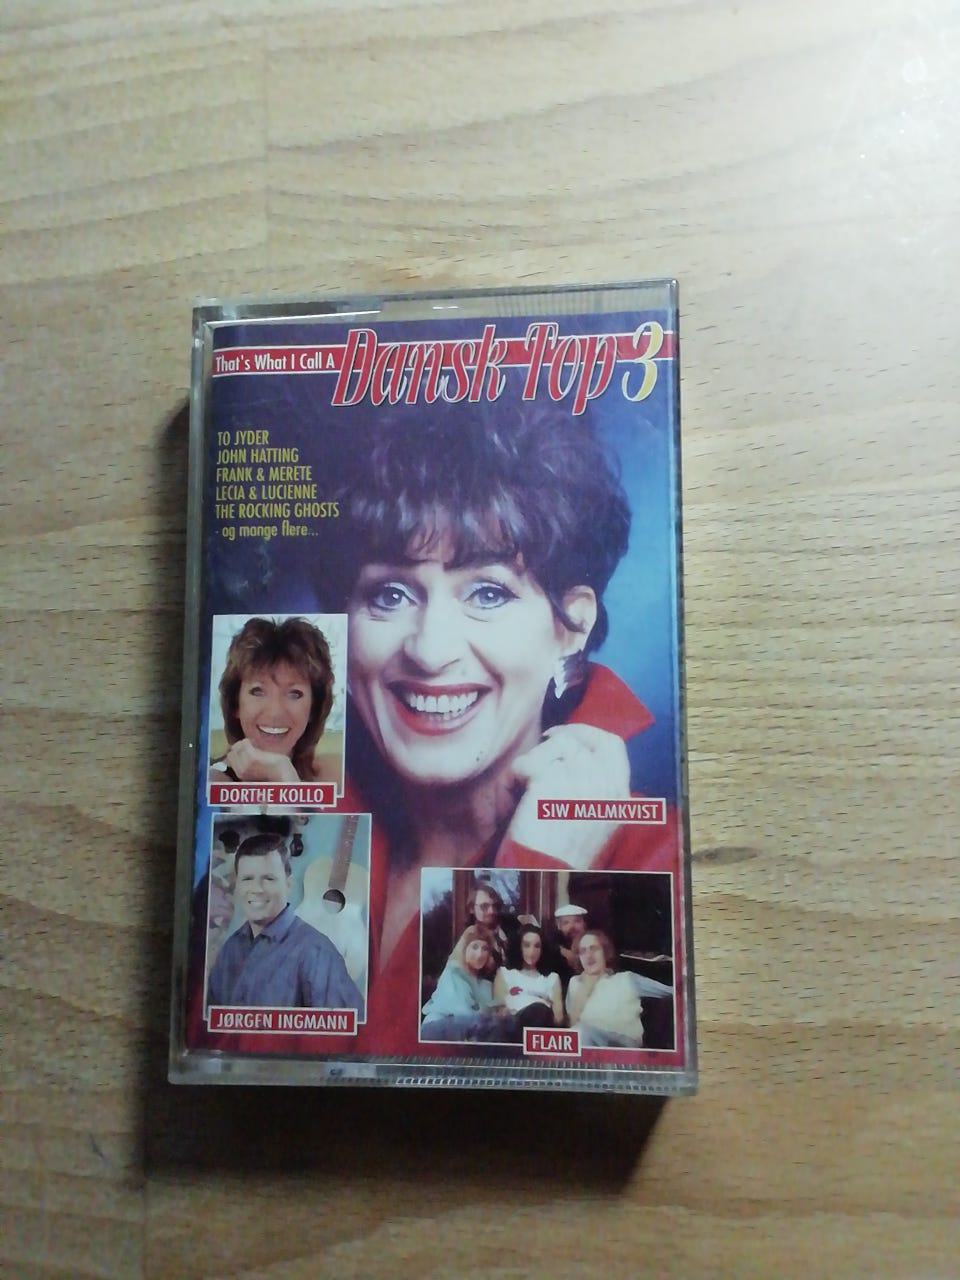 That's What I Call A Dansk Top 3
TO JYDER
JOHN HATTING
FRANK & MERETE
LECIA & LUCIENNE
THE ROCKING GHOSTS
- og mange flere...
DORTHE KOLLO
SIW MALMKVIST
JØRGEN INGMANN
FLAIR